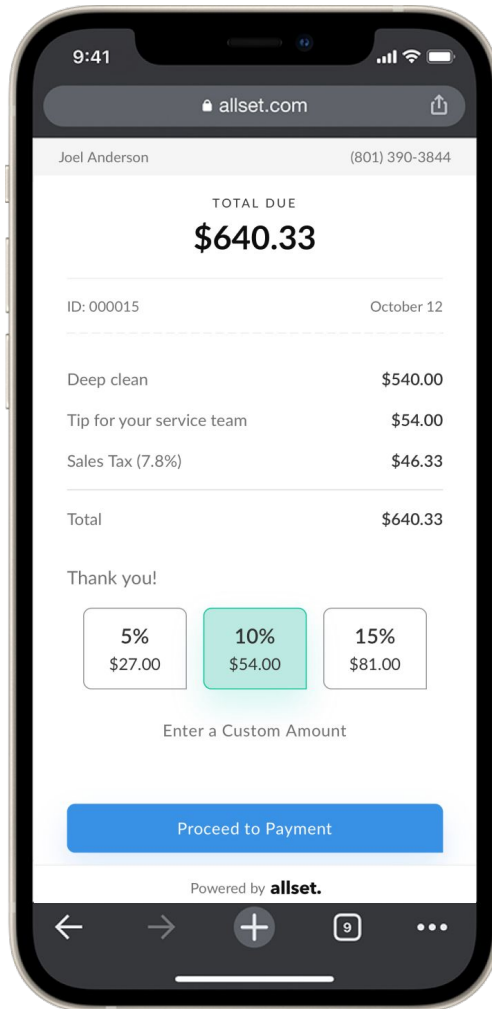 9:41
allset.com
Joel Anderson (801) 390-3844
TOTAL DUE
$640.33
ID: 000015 October 12
Deep clean $540.00
Tip for your service team $54.00
Sales Tax (7.8%) $46.33
Total $640.33
Thank you!
5% 10% 15%
$27.00 $54.00 $81.00
Enter a Custom Amount
Proceed to Payment
Powered by allset.
9